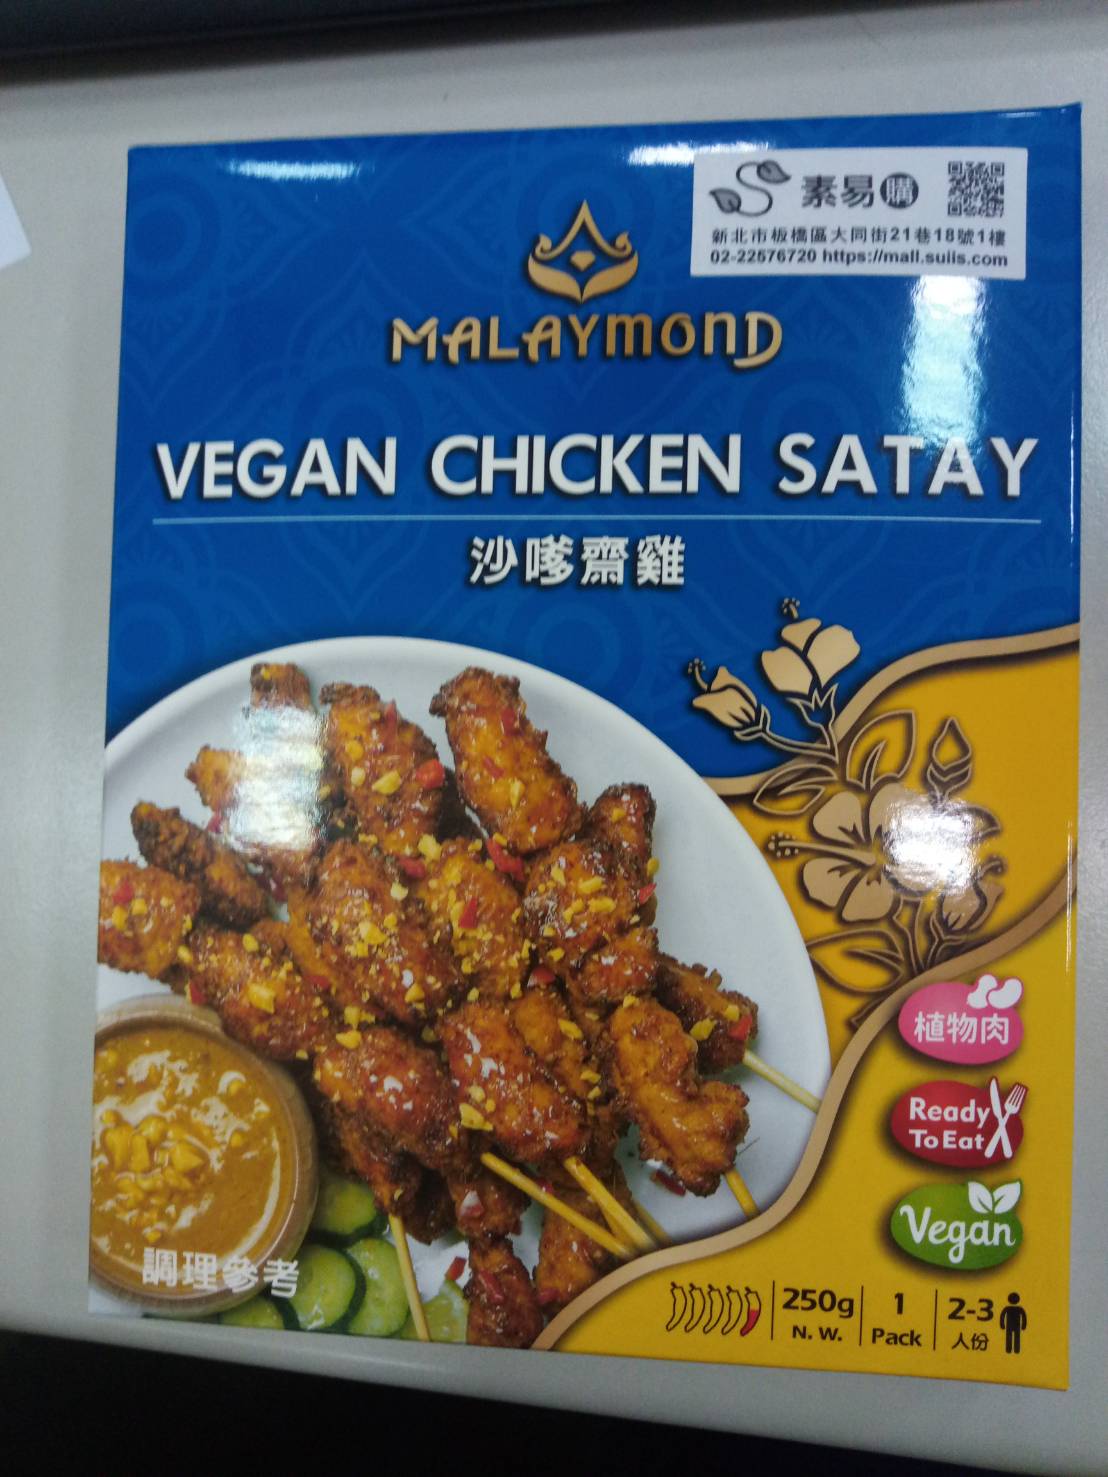 素易購
新北市板橋區大同街21巷18號1樓
02-22576720 https://mall.suiis.com
MALAYMOND
VEGAN CHICKEN SATAY
沙嗲齋雞
植物肉
Ready
To Eat
Vegan
調理參考
250g
N. W.
1
Pack
2-3
人份